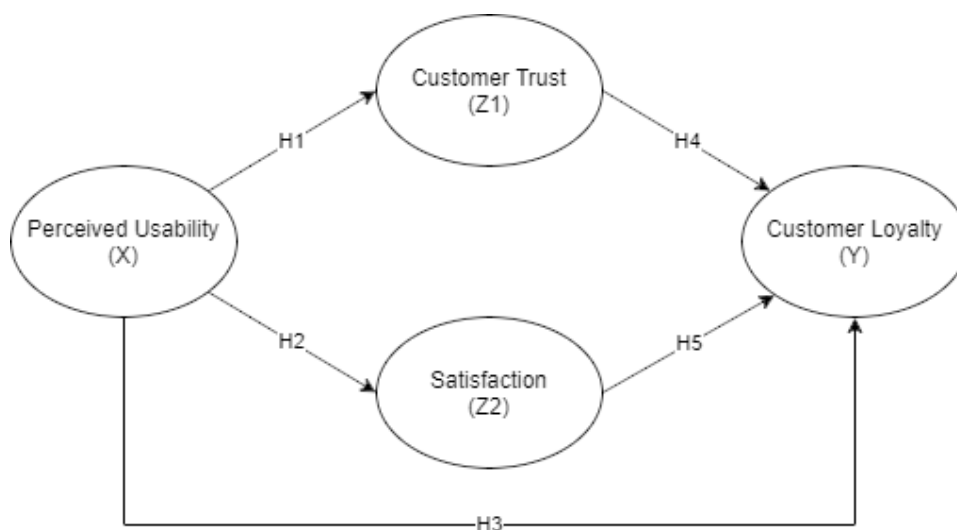 Customer Trust
(Z1)
H1
H4
Perceived Usability
(X)
Customer Loyalty
(Y)
H2
H5
Satisfaction
(Z2)
H3